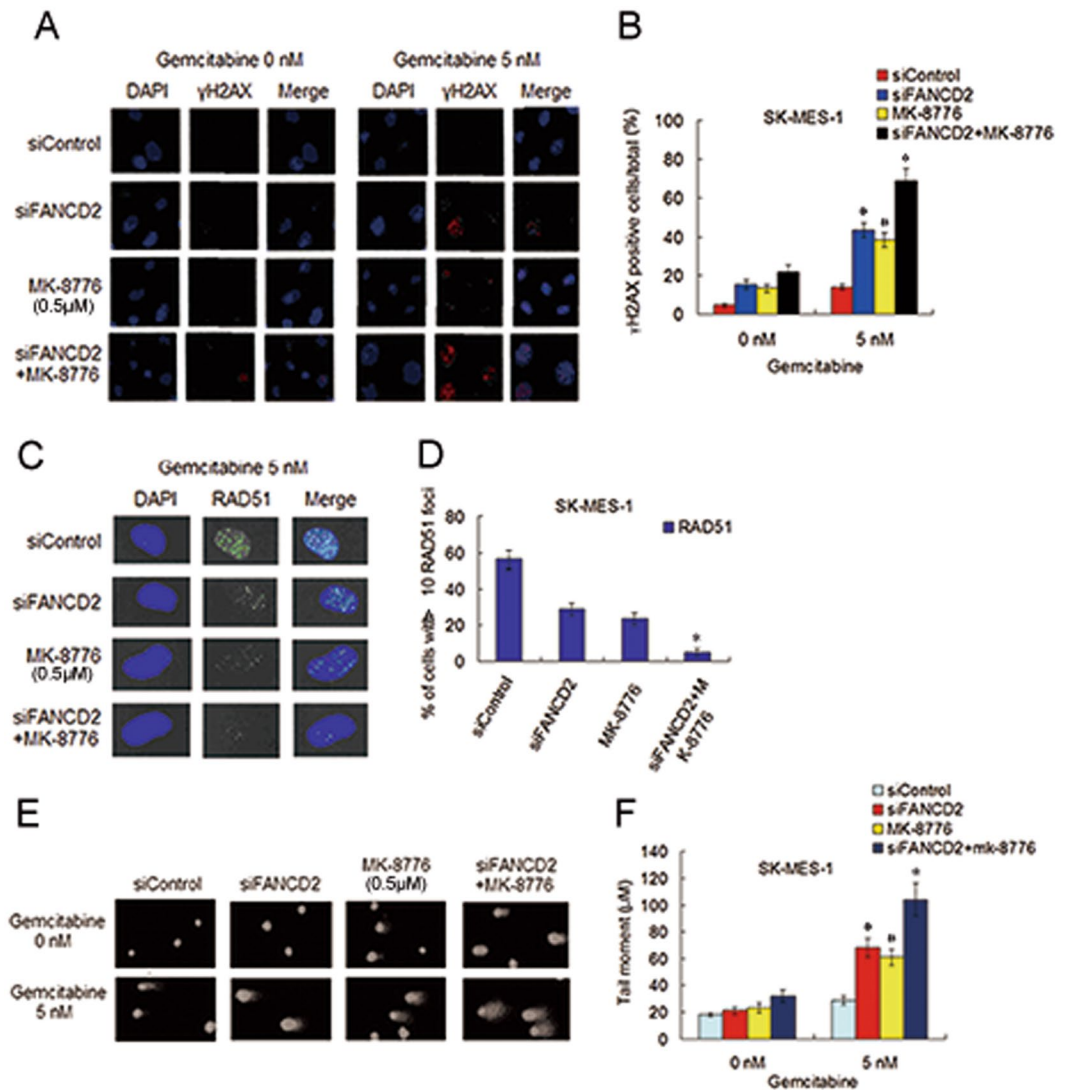 A
Gemcitabine 0 nM
Gemcitabine 5 nM
DAPI γH2AX Merge
DAPI γH2AX Merge
siControl
siFANCD2
MK-8776
(0.5μM)
siFANCD2
+MK-8776
B
siControl
siFANCD2
MK-8776
siFANCD2+MK-8776
SK-MES-1
γH2AX positive cells/total (%)
100
80
60
40
20
0
0 nM
5 nM
Gemcitabine
C
Gemcitabine 5 nM
DAPI RAD51 Merge
siControl
siFANCD2
MK-8776
(0.5μM)
siFANCD2
+MK-8776
D
SK-MES-1
RAD51
% of cells with> 10 RAD51 foci
80
60
40
20
0
*
siControl
siFANCD2
MK-8776
siFANCD2+M
K-8776
E
siControl
siFANCD2
MK-8776
(0.5μM)
siFANCD2
+MK-8776
Gemcitabine
0 nM
Gemcitabine
5 nM
F
siControl
siFANCD2
MK-8776
siFANCD2+mk-8776
SK-MES-1
Tail moment (μM)
140
120
100
80
60
40
20
0
*
0 nM
5 nM
Gemcitabine